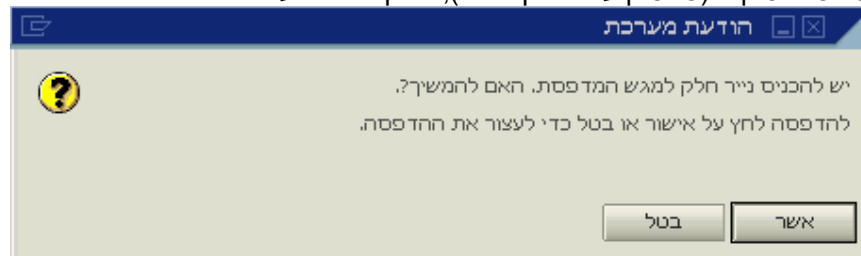 הודעת מערכת
יש להכניס נייר חלק למגש המדפסת. האם להמשיך?.
להדפסה לחץ על אישור או בטל כדי לעצור את ההדפסה.
אשר
בטל